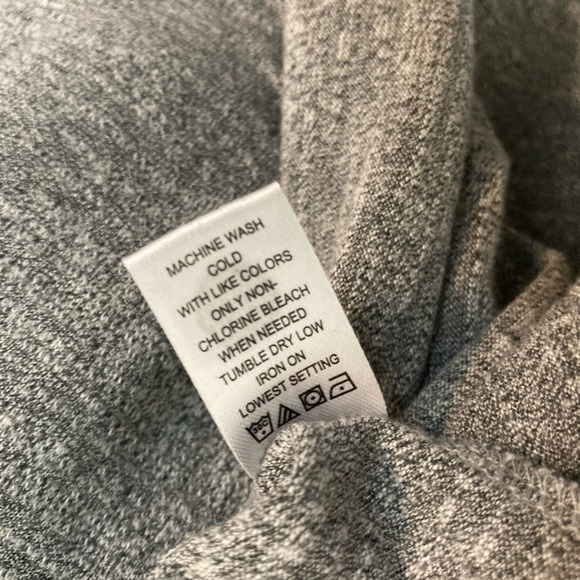 MACHINE WASH
COLD
WITH LIKE COLORS
ONLY NON-
CHLORINE BLEACH
WHEN NEEDED
TUMBLE DRY LOW
IRON ON
LOWEST SETTING